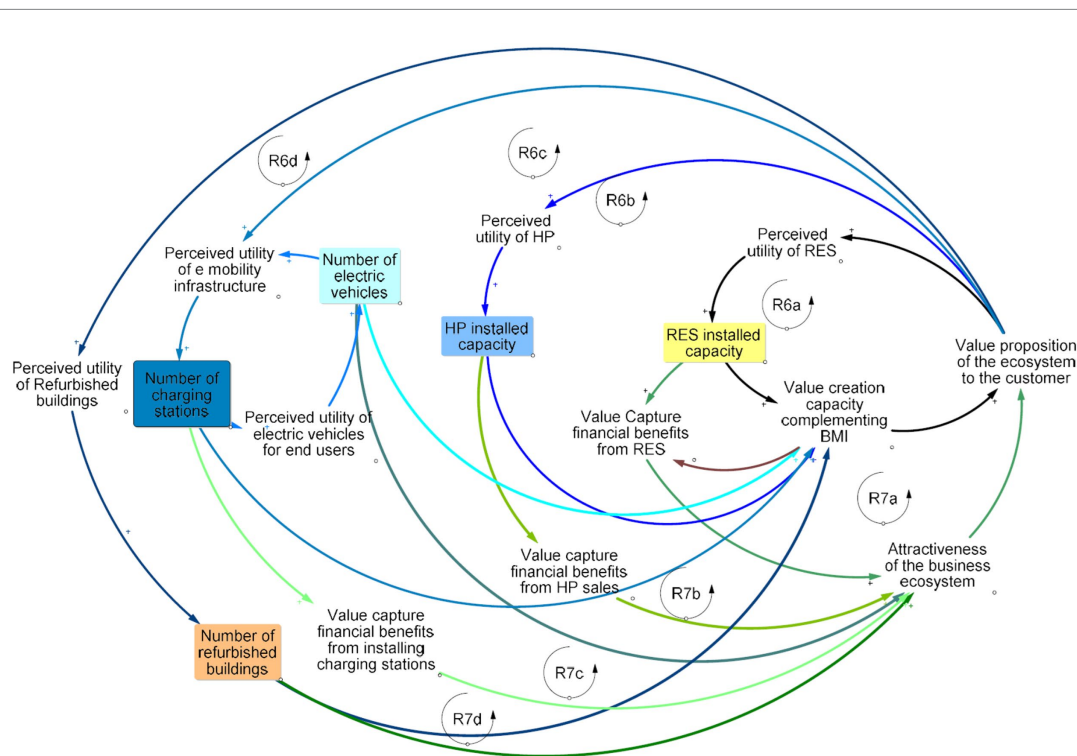 R6d
R6c
R6b
Perceived
utility of HP
Perceived
utility of RES
Perceived utility
of e mobility
infrastructure
Number of
electric
vehicles
R6a
HP installed
capacity
RES installed
capacity
Value proposition
of the ecosystem
to the customer
Perceived utility
of Refurbished
buildings
Number of
charging
stations
Perceived utility of
electric vehicles
for end users
Value Capture
financial benefits
from RES
Value creation
capacity
complementing
BMI
R7a
Value capture
financial benefits
from HP sales
R7b
Attractiveness
of the business
ecosystem
Number of
refurbished
buildings
Value capture
financial benefits
from installing
charging stations
R7c
R7d